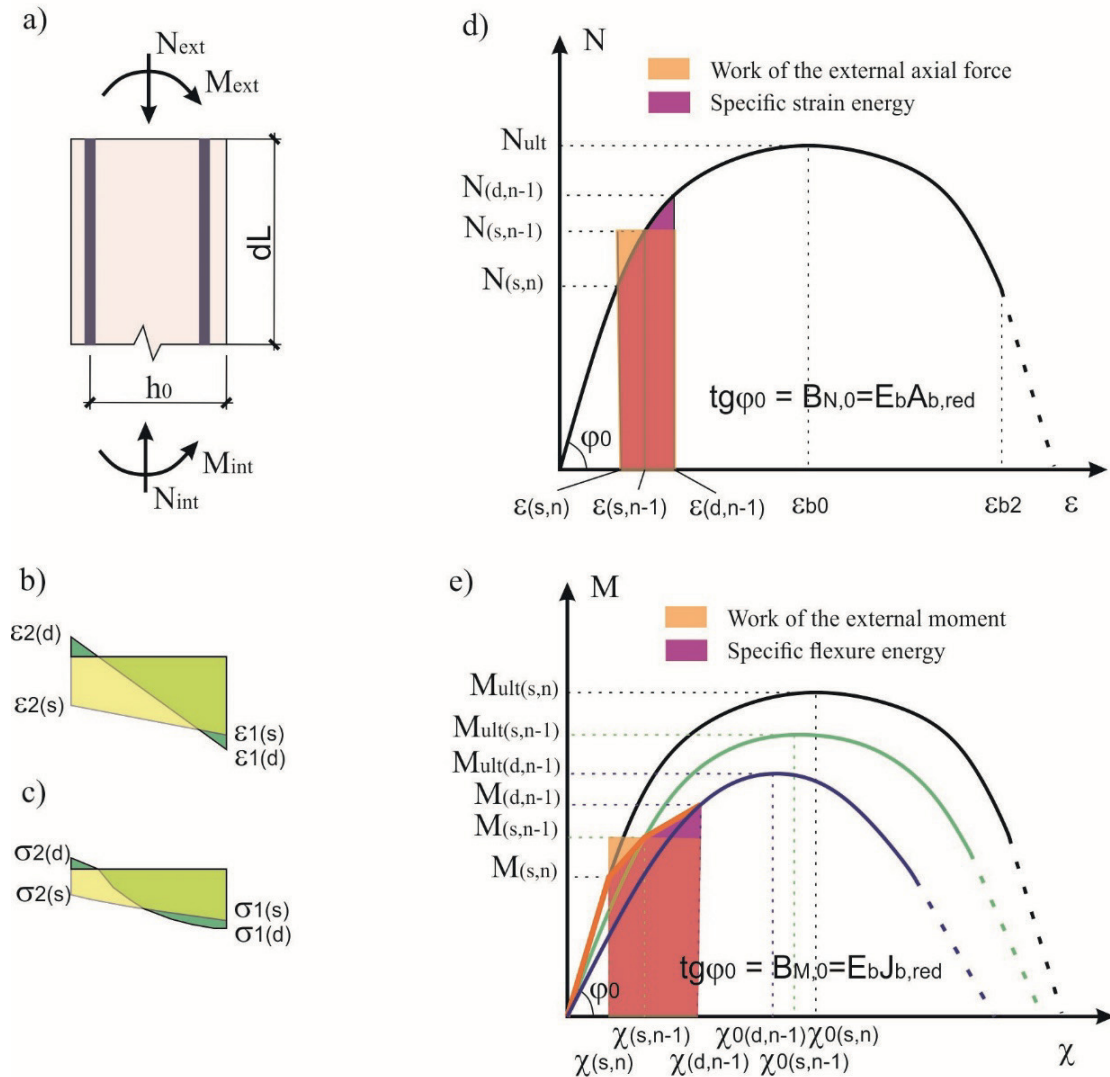 a)
Next
Mext
dL
h0
Mint
Nint
b)
ε2(d)
ε2(s)
ε1(s)
ε1(d)
c)
σ2(d)
σ2(s)
σ1(s)
σ1(d)
d)
N
Work of the external axial force
Specific strain energy
Nult
N(d,n-1)
N(s,n-1)
N(s,n)
tgφ0 = BN,0=EbAb,red
φ0
ε(s,n) ε(s,n-1) ε(d,n-1) εb0 εb2 ε
e)
M
Work of the external moment
Specific flexure energy
Mult(s,n)
Mult(s,n-1)
Mult(d,n-1)
M(d,n-1)
M(s,n-1)
M(s,n)
tgφ0 = BM,0=EbJb,red
φ0
χ(s,n-1) χ0(d,n-1) χ0(s,n)
χ(s,n) χ(d,n-1) χ0(s,n-1) χ